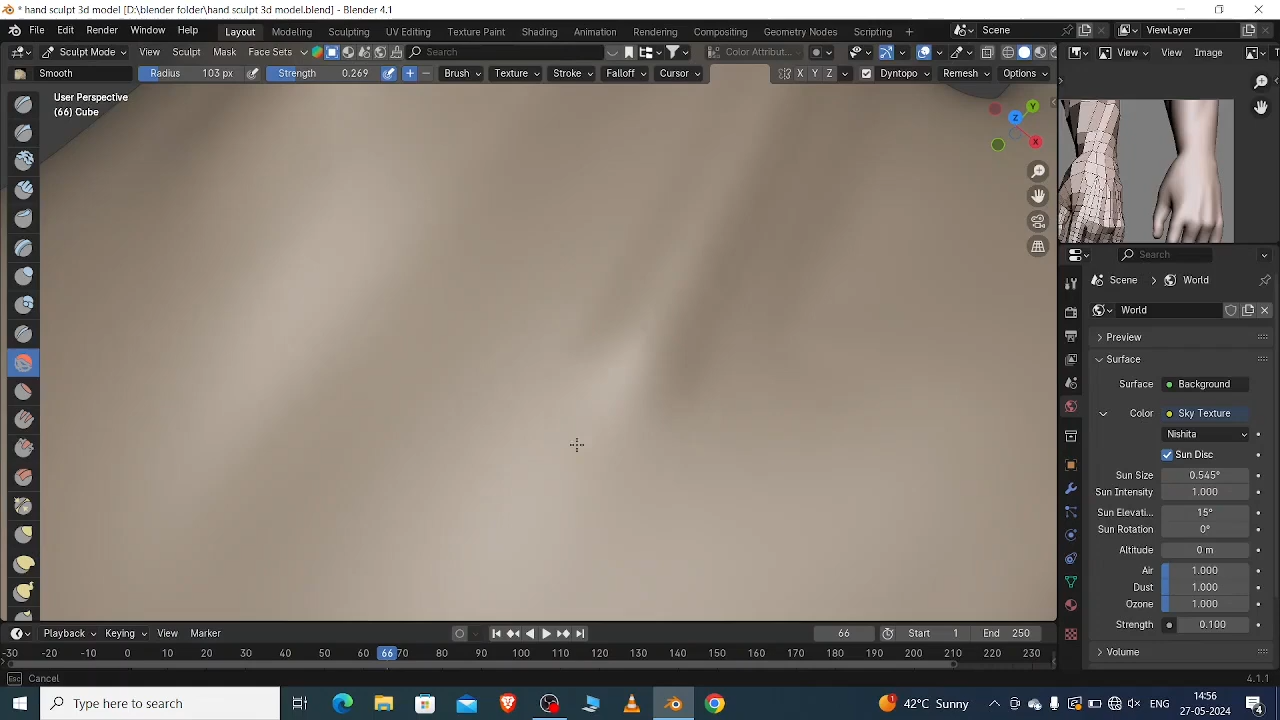 * hand sculpt 3d model [D:\blender folder\hand sculpt 3d model.blend] - Blender 4.1
File Edit Render Window Help Layout Modeling Sculpting UV Editing Texture Paint Shading Animation Rendering Compositing Geometry Nodes Scripting + Scene ViewLayer
Sculpt Mode View Sculpt Mask Face Sets Search Color Attribut... View View Image
Smooth Radius 103 px Strength 0.269 Brush Texture Stroke Falloff Cursor X Y Z Dyntopo Remesh Options
User Perspective
(66) Cube
Y
Z
X
Search
Scene World
World
Preview
Surface
Surface Background
Color Sky Texture
Nishita
Sun Disc
Sun Size 0.545°
Sun Intensity 1.000
Sun Elevati... 15°
Sun Rotation 0°
Altitude 0 m
Air 1.000
Dust 1.000
Ozone 1.000
Strength 0.100
Volume
Playback Keying View Marker 66 Start 1 End 250
-30 -20 -10 0 10 20 30 40 50 66 70 80 90 100 110 120 130 140 150 160 170 180 190 200 210 220 230
Esc Cancel 4.1.1
Type here to search 1 42°C Sunny ENG 14:56 27-05-2024 4